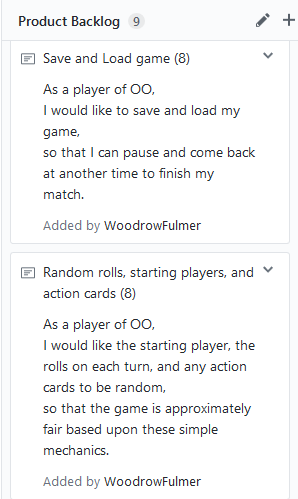 Product Backlog 9
Save and Load game (8)
As a player of OO,
I would like to save and load my
game,
so that I can pause and come back
at another time to finish my
match.
Added by WoodrowFulmer
Random rolls, starting players, and
action cards (8)
As a player of OO,
I would like the starting player, the
rolls on each turn, and any action
cards to be random,
so that the game is approximately
fair based upon these simple
mechanics.
Added by WoodrowFulmer